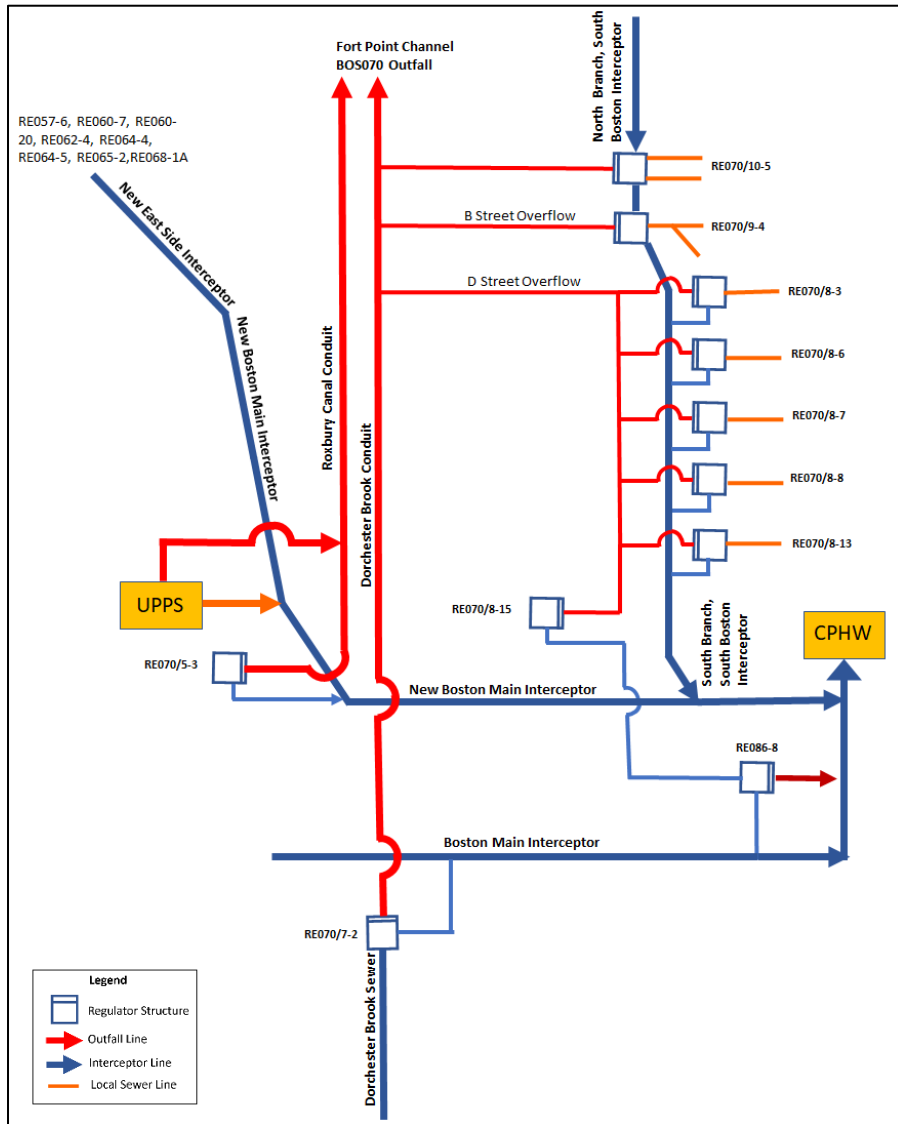 Fort Point Channel
BOS070 Outfall
North Branch, South
Boston Interceptor
RE057-6, RE060-7, RE060-
20, RE062-4, RE064-4,
RE064-5, RE065-2,RE068-1A
New East Side Interceptor
New Boston Main Interceptor
Roxbury Canal Conduit
Dorchester Brook Conduit
RE070/10-5
B Street Overflow
RE070/9-4
D Street Overflow
RE070/8-3
RE070/8-6
RE070/8-7
RE070/8-8
RE070/8-13
UPPS
RE070/8-15
CPHW
South Branch,
South Boston
Interceptor
RE070/5-3
New Boston Main Interceptor
RE086-8
Boston Main Interceptor
RE070/7-2
Dorchester Brook Sewer
Legend
Regulator Structure
Outfall Line
Interceptor Line
Local Sewer Line